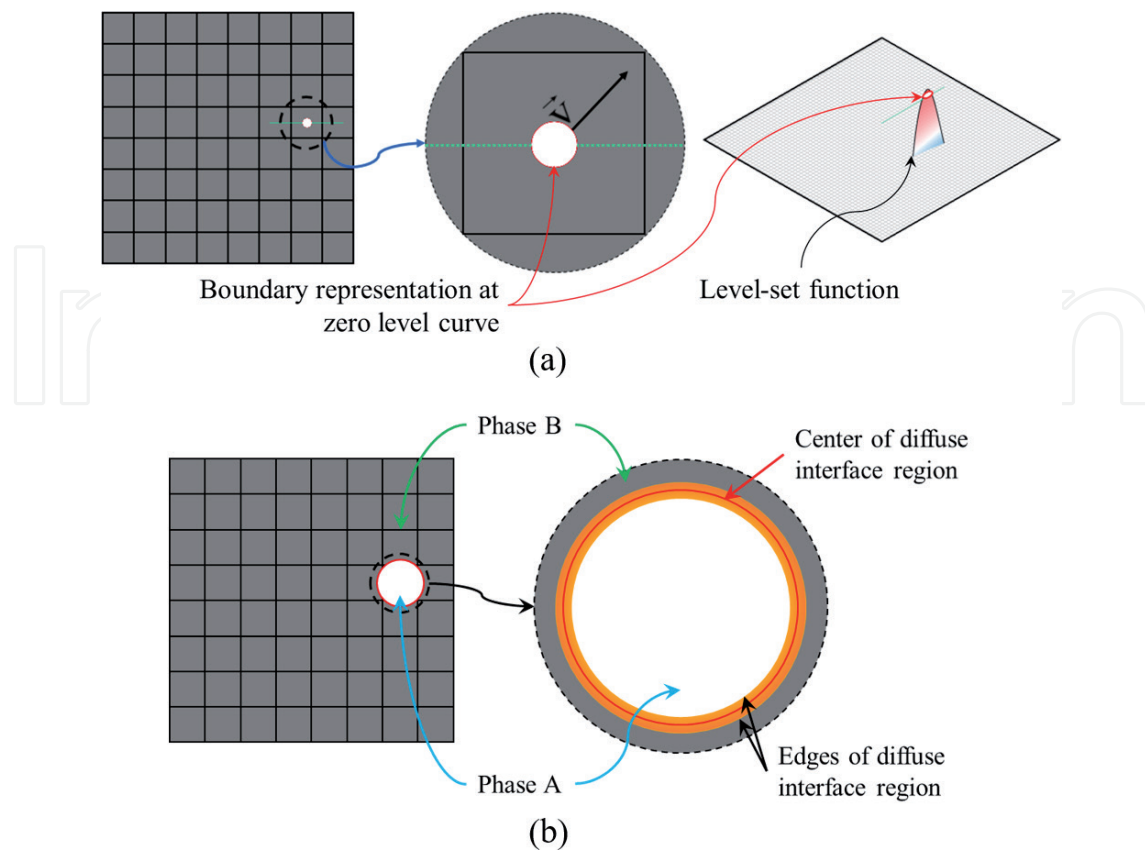 (a)
V
Boundary representation at
zero level curve
Level-set function
(a)
Phase B
Center of diffuse
interface region
Phase A
Edges of diffuse
interface region
(b)